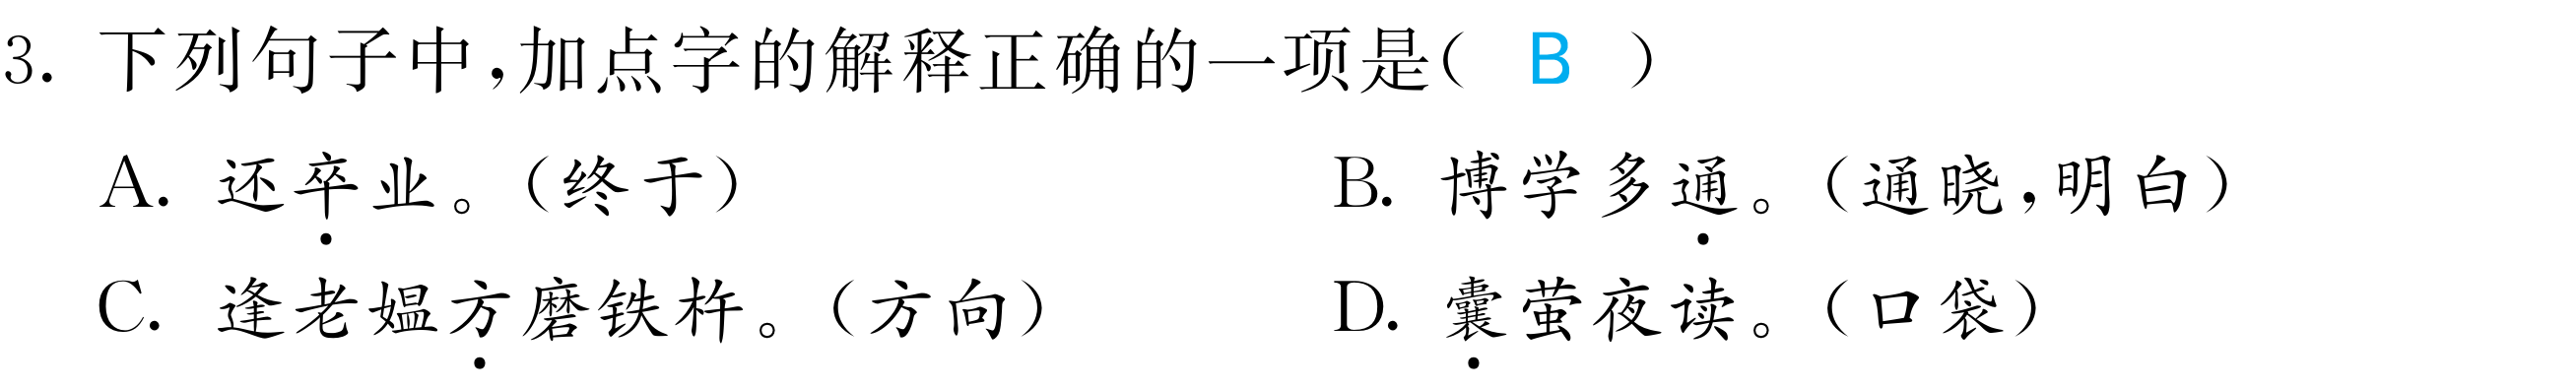 3. 下列句子中,加点字的解释正确的一项是( B )
A. 还卒业。(终于) B. 博学多通。(通晓,明白)
C. 逢老媪方磨铁杵。(方向) D. 囊萤夜读。(口袋)